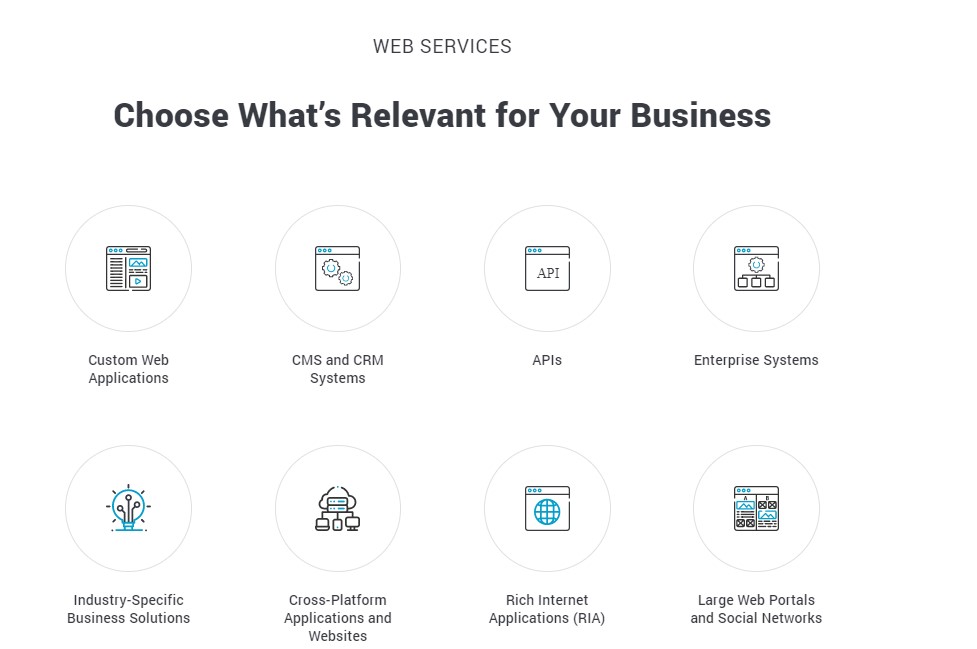 WEB SERVICES
Choose What’s Relevant for Your Business
API
Custom Web
Applications
CMS and CRM
Systems
APIs
Enterprise Systems
A B
Industry-Specific
Business Solutions
Cross-Platform
Applications and
Websites
Rich Internet
Applications (RIA)
Large Web Portals
and Social Networks